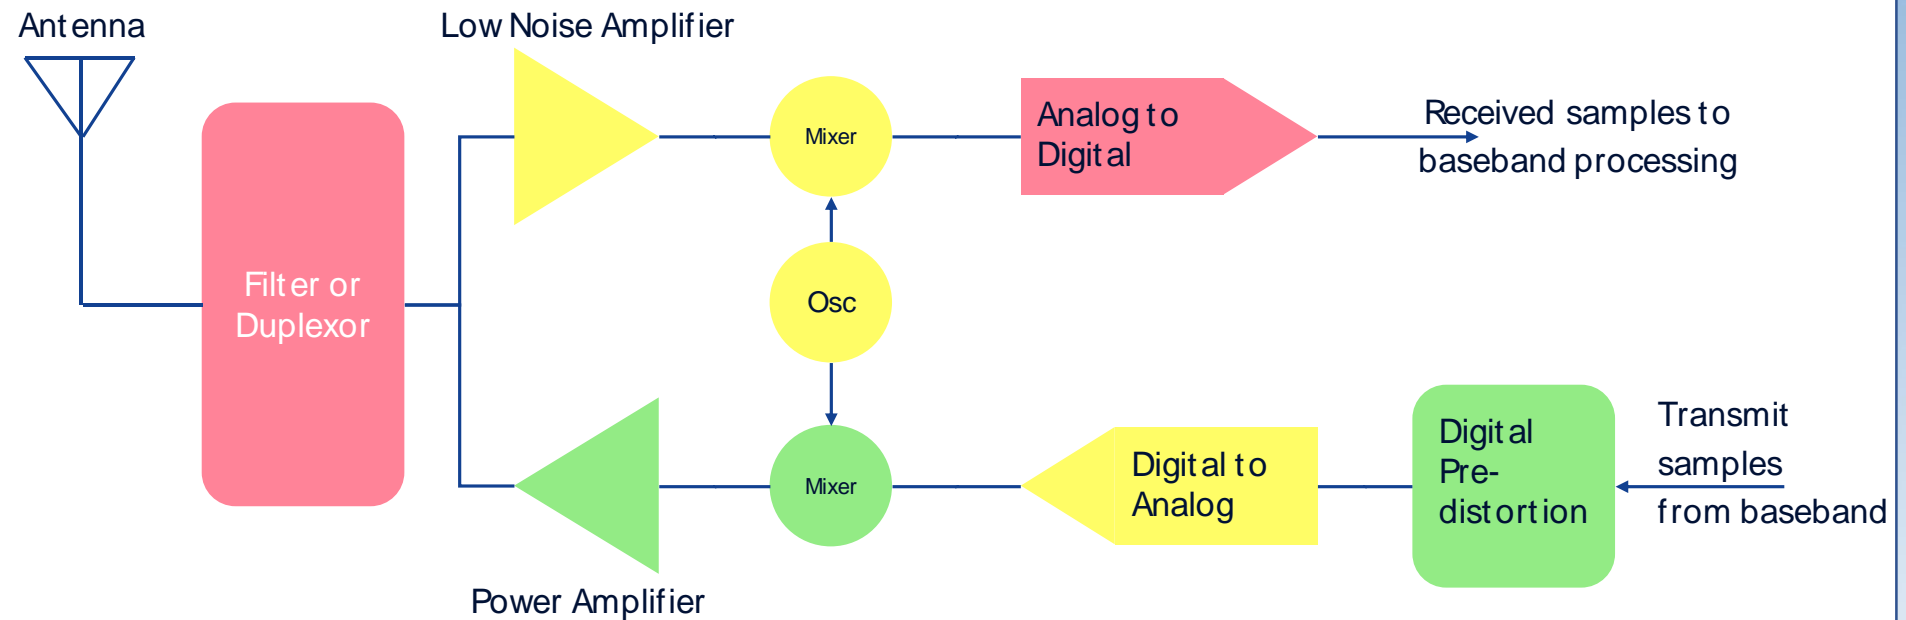 Antenna
Low Noise Amplifier
Mixer
Analog to
Digital
Received samples to
baseband processing
Filter or
Duplexor
Osc
Power Amplifier
Mixer
Digital to
Analog
Digital
Pre-
distortion
Transmit
samples
from baseband